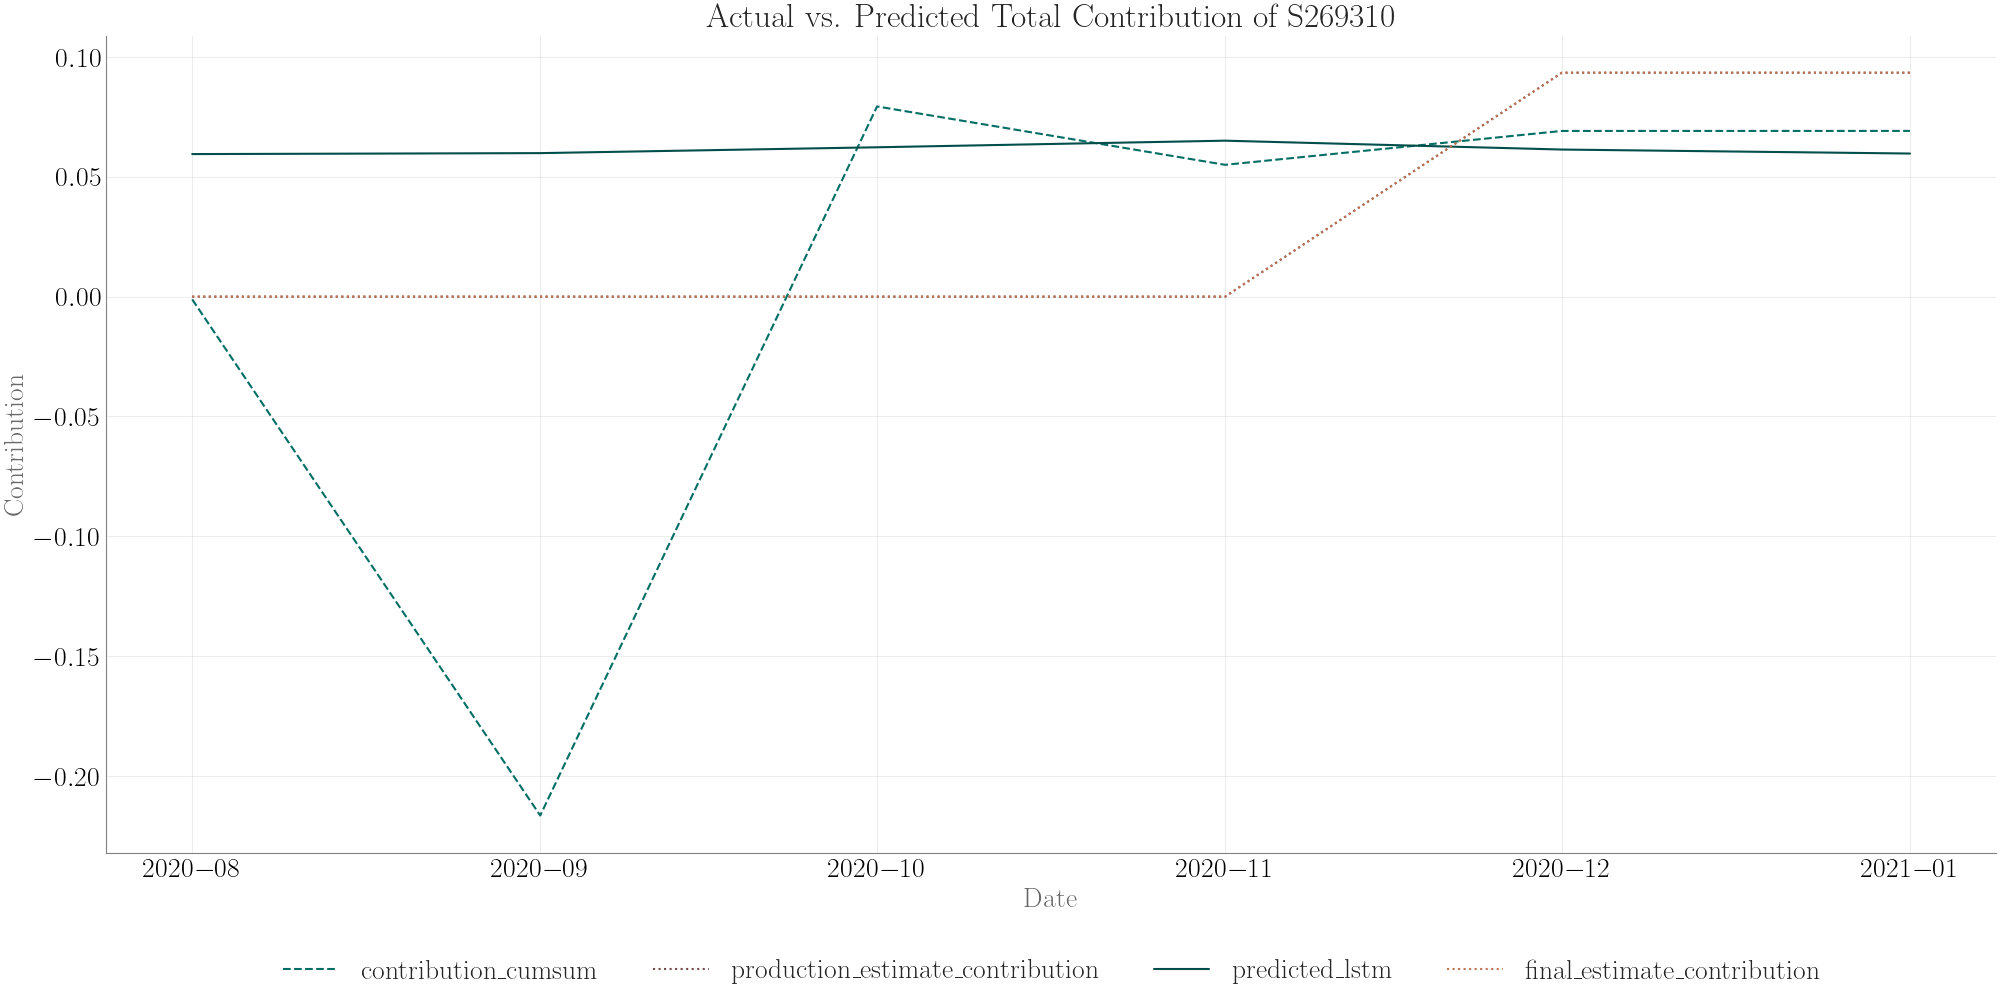 Actual vs. Predicted Total Contribution of S269310
0.10
0.05
0.00
−0.05
−0.10
−0.15
−0.20
Contribution
2020−08 2020−09 2020−10 2020−11 2020−12 2021−01
Date
contribution_cumsum production_estimate_contribution predicted_lstm final_estimate_contribution